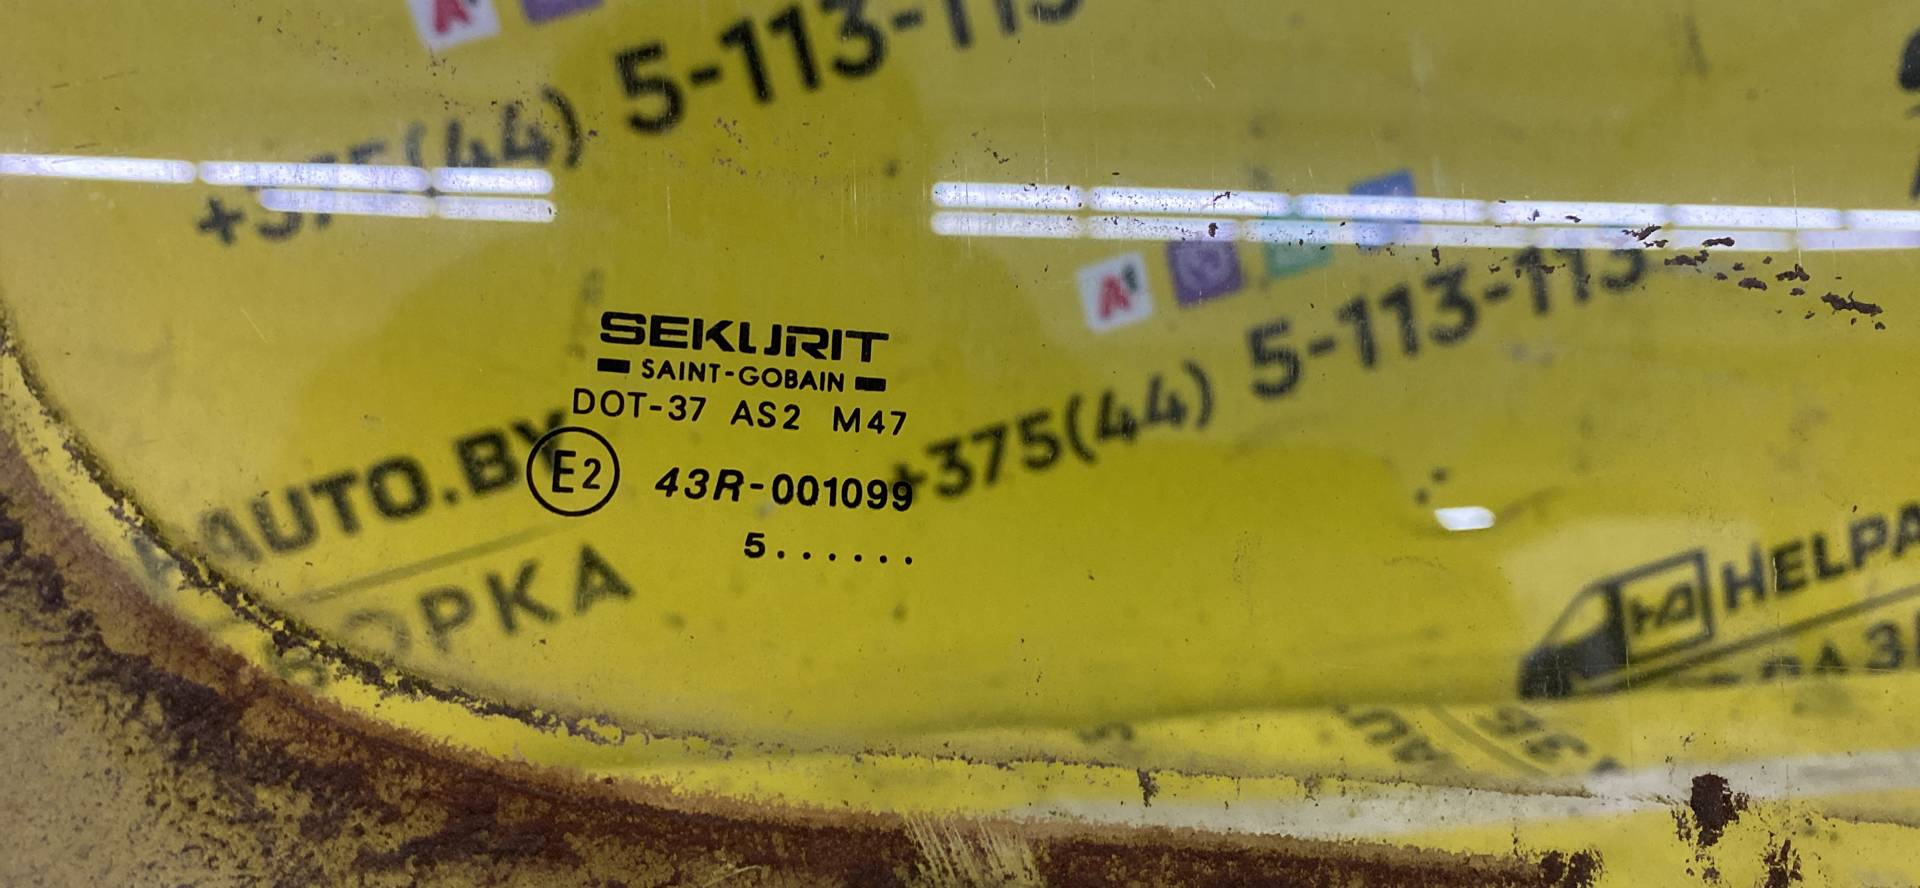 5-113-113
+375(44)
SEKURIT
SAINT-GOBAIN
DOT-37 AS2 M47
E2 43R-001099
5......
+375(44) 5-113-113
A1
AUTO.BY
HELPA